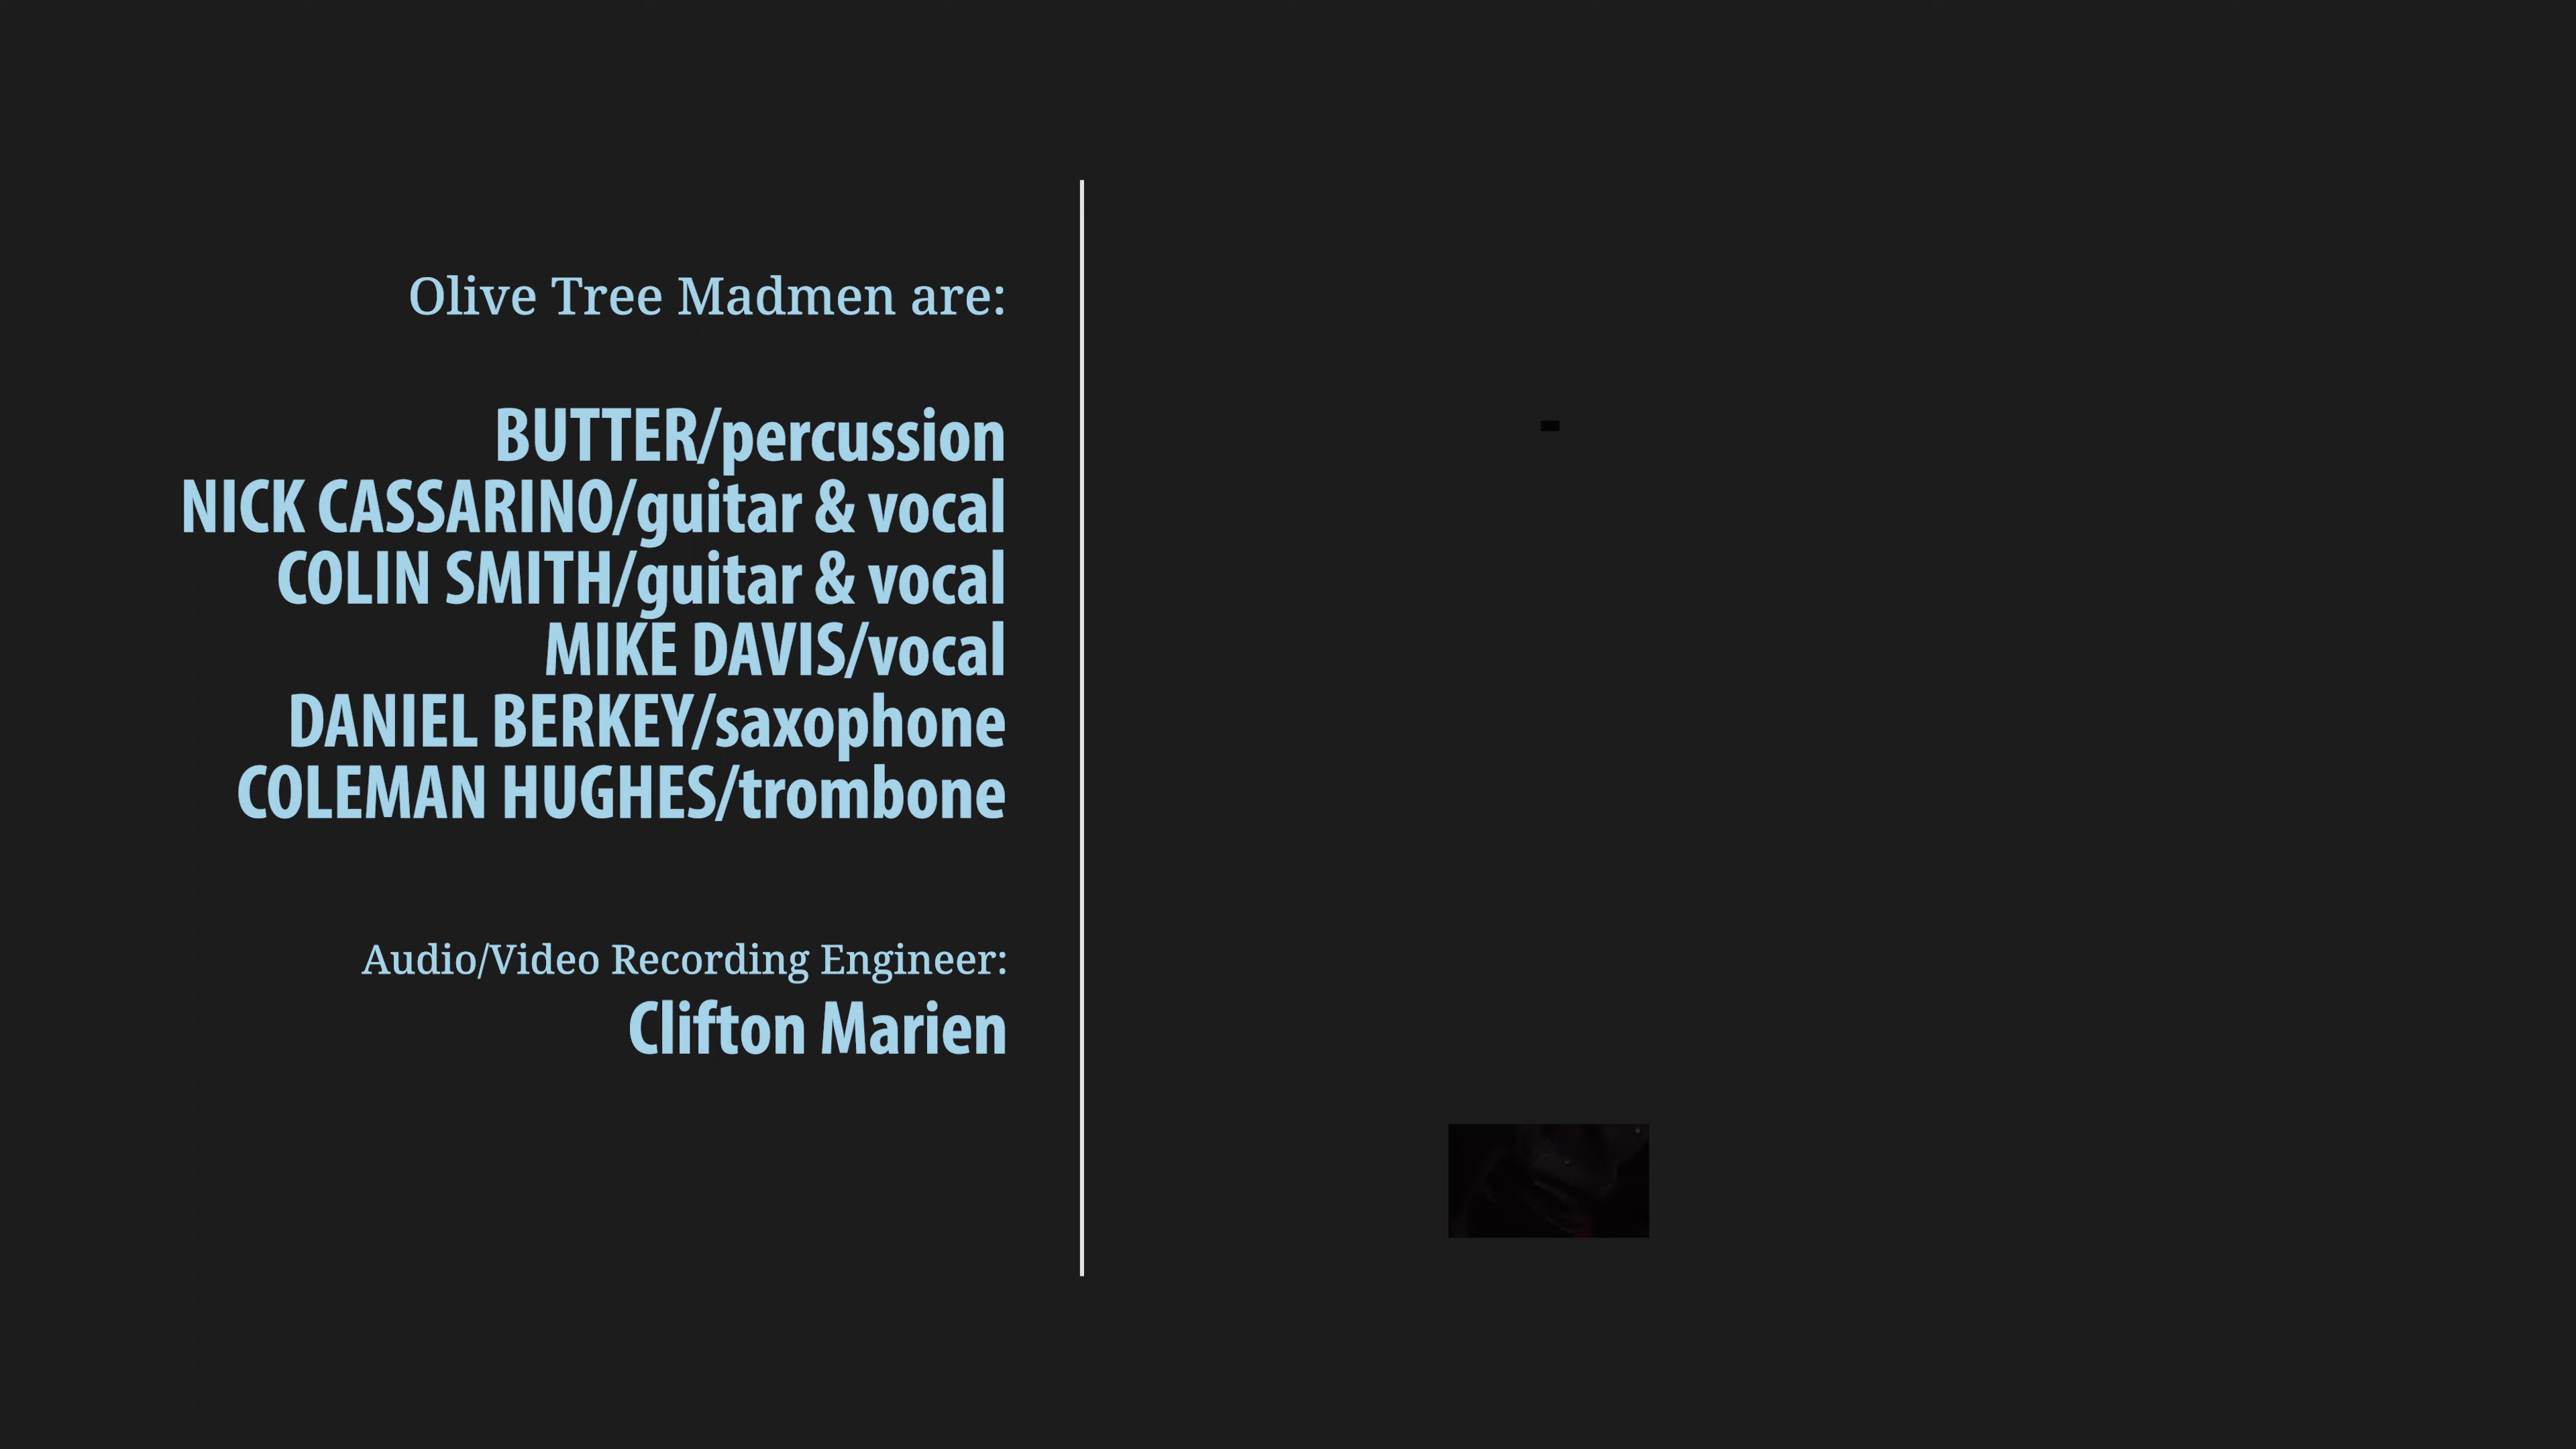 Olive Tree Madmen are:
BUTTER/percussion
NICK CASSARINO/guitar & vocal
COLIN SMITH/guitar & vocal
MIKE DAVIS/vocal
DANIEL BERKEY/saxophone
COLEMAN HUGHES/trombone
Audio/Video Recording Engineer:
Clifton Marien